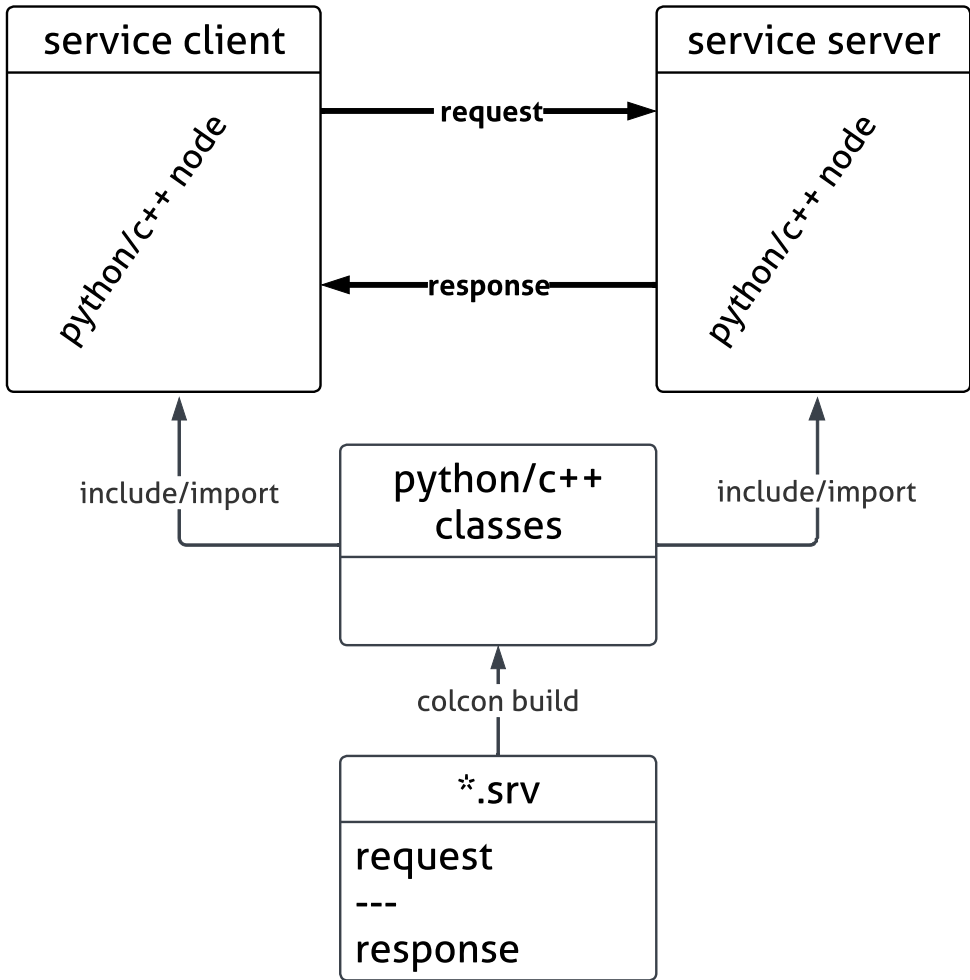 service client
service server
request
python/c++ node
python/c++ node
response
include/import
python/c++
classes
include/import
colcon build
*.srv
request
---
response